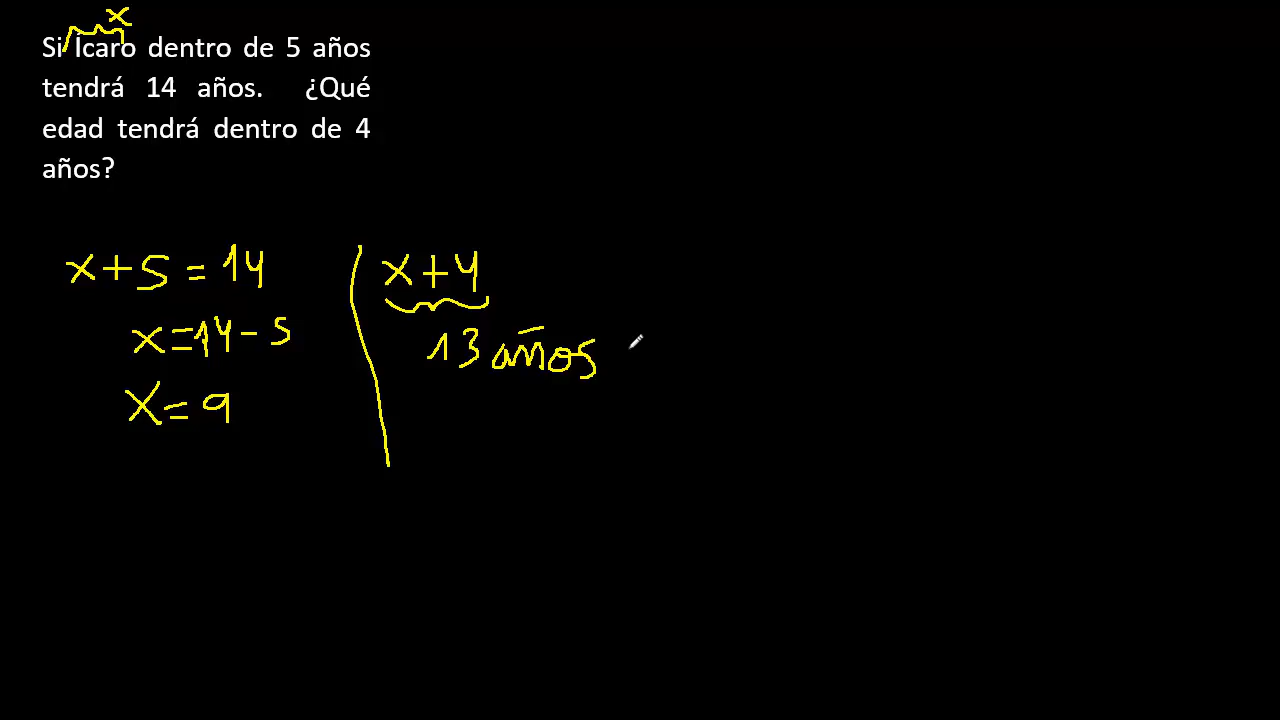 x
Si Ícaro dentro de 5 años
tendrá 14 años. ¿Qué
edad tendrá dentro de 4
años?
x+5=14
x=14-5
x=9
x+4
13 años